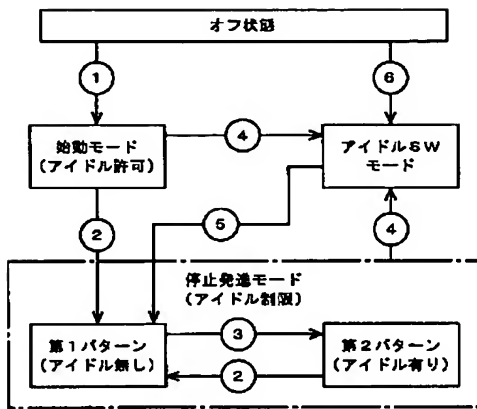 オフ状態
①
⑥
始動モード
(アイドル許可)
④
アイドルSW
モード
②
⑤
④
停止発進モード
(アイドル制限)
第1パターン
(アイドル無し)
③
②
第2パターン
(アイドル有り)